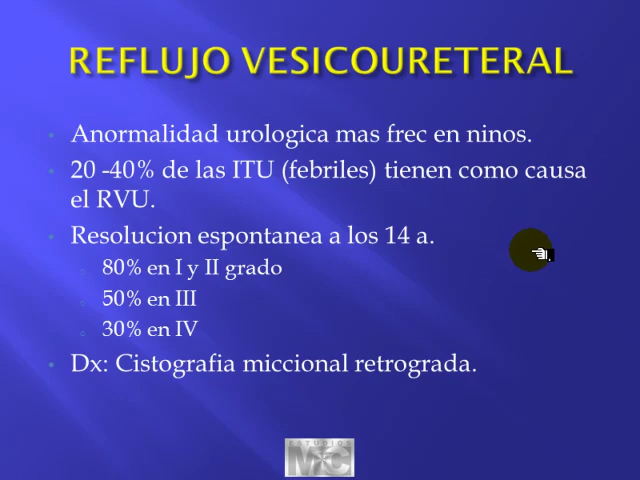 REFLUJO VESICOURETERAL
Anormalidad urologica mas frec en ninos.
20 -40% de las ITU (febriles) tienen como causa
el RVU.
Resolucion espontanea a los 14 a.
80% en I y II grado
50% en III
30% en IV
Dx: Cistografia miccional retrograda.
ESTUDIOS
MC